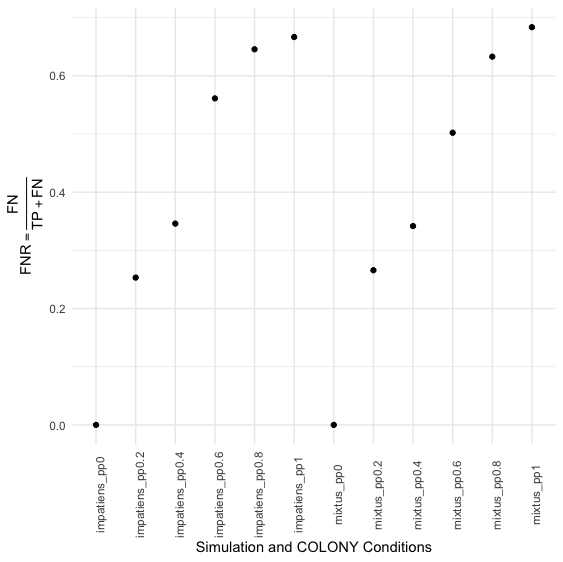 FNR = FN / TP + FN
0.6
0.4
0.2
0.0
impatiens_pp0
impatiens_pp0.2
impatiens_pp0.4
impatiens_pp0.6
impatiens_pp0.8
impatiens_pp1
mixtus_pp0
mixtus_pp0.2
mixtus_pp0.4
mixtus_pp0.6
mixtus_pp0.8
mixtus_pp1
Simulation and COLONY Conditions